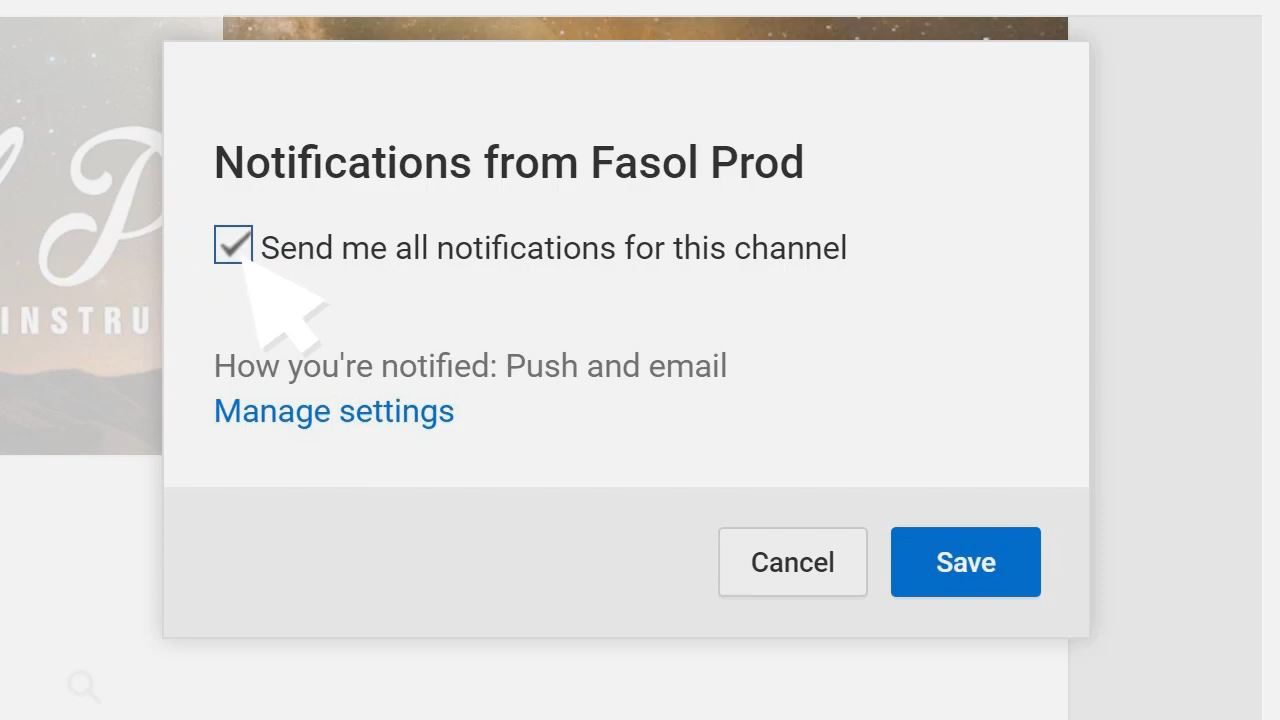 Notifications from Fasol Prod
Send me all notifications for this channel
P
INSTRU
How you're notified: Push and email
Manage settings
Cancel
Save